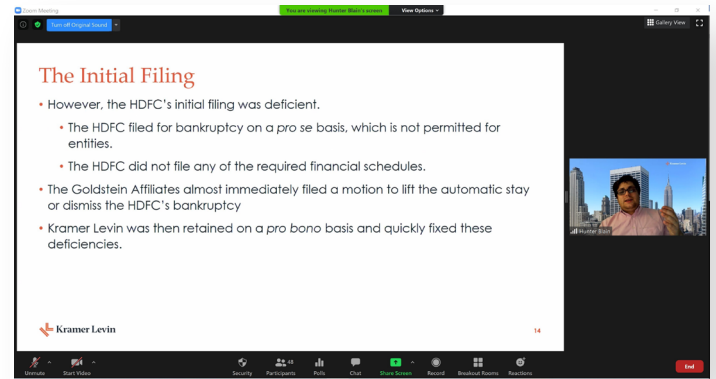 Zoom Meeting
You are viewing Hunter Blain's screen
View Options
Turn off Original Sound
Gallery View
The Initial Filing
• However, the HDFC's initial filing was deficient.
• The HDFC filed for bankruptcy on a pro se basis, which is not permitted for
entities.
• The HDFC did not file any of the required financial schedules.
• The Goldstein Affiliates almost immediately filed a motion to lift the automatic stay
or dismiss the HDFC's bankruptcy
• Kramer Levin was then retained on a pro bono basis and quickly fixed these
deficiencies.
Hunter Blain
Kramer Levin
14
Unmute
Start Video
Security
Participants
48
Polls
Chat
Share Screen
Record
Breakout Rooms
Reactions
End